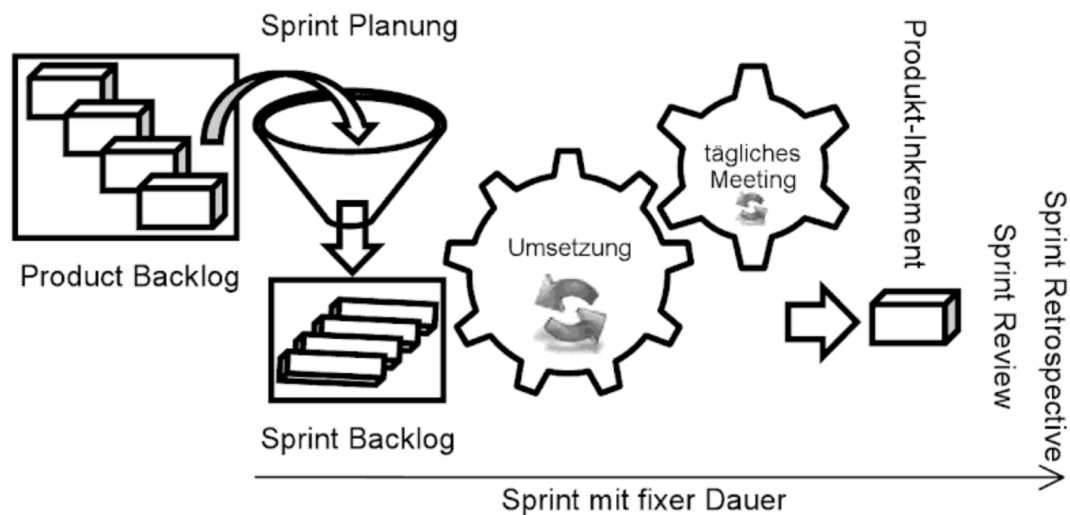 Sprint Planung
Product Backlog
Sprint Backlog
Umsetzung
tägliches
Meeting
Produkt-Inkrement
Sprint Review
Sprint Retrospective
Sprint mit fixer Dauer